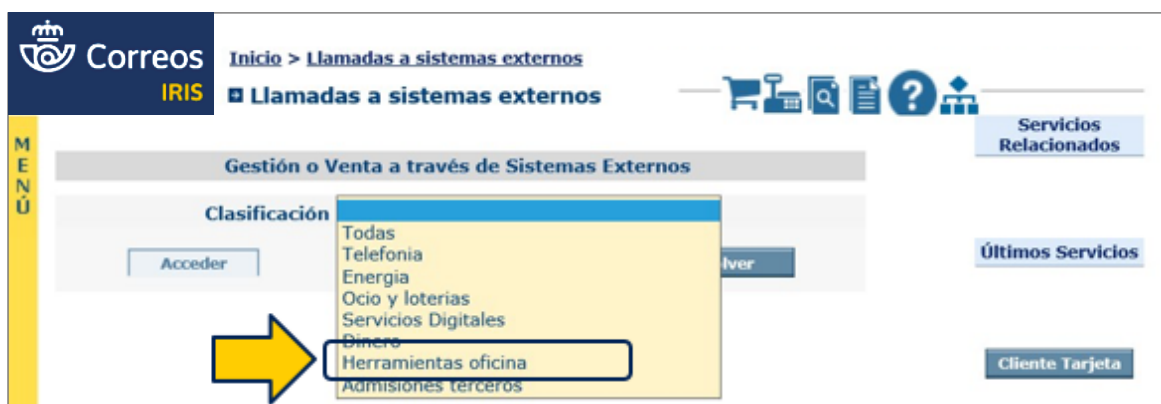 Correos
IRIS
Inicio > Llamadas a sistemas externos
Llamadas a sistemas externos
MENÚ
Servicios
Relacionados
Gestión o Venta a través de Sistemas Externos
Clasificación
Todas
Telefonia
Energia
Ocio y loterias
Servicios Digitales
Dinero
Herramientas oficina
Admisiones terceros
Acceder
lver
Últimos Servicios
Cliente Tarjeta